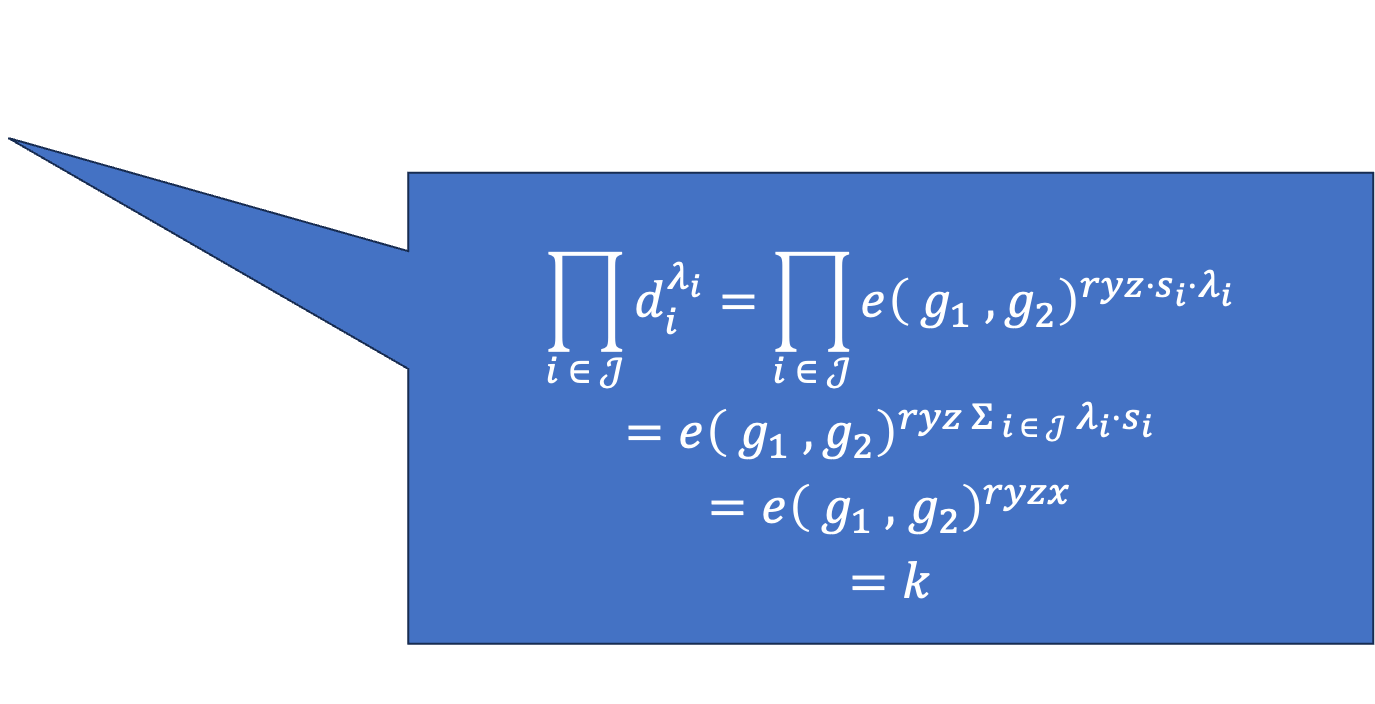 ∏_{i ∈ 𝒥} d_i^{λ_i} = ∏_{i ∈ 𝒥} e( g_1 , g_2 )^{ryz·s_i·λ_i}
= e( g_1 , g_2 )^{ryz Σ_{i ∈ 𝒥} λ_i·s_i}
= e( g_1 , g_2 )^{ryzx}
= k